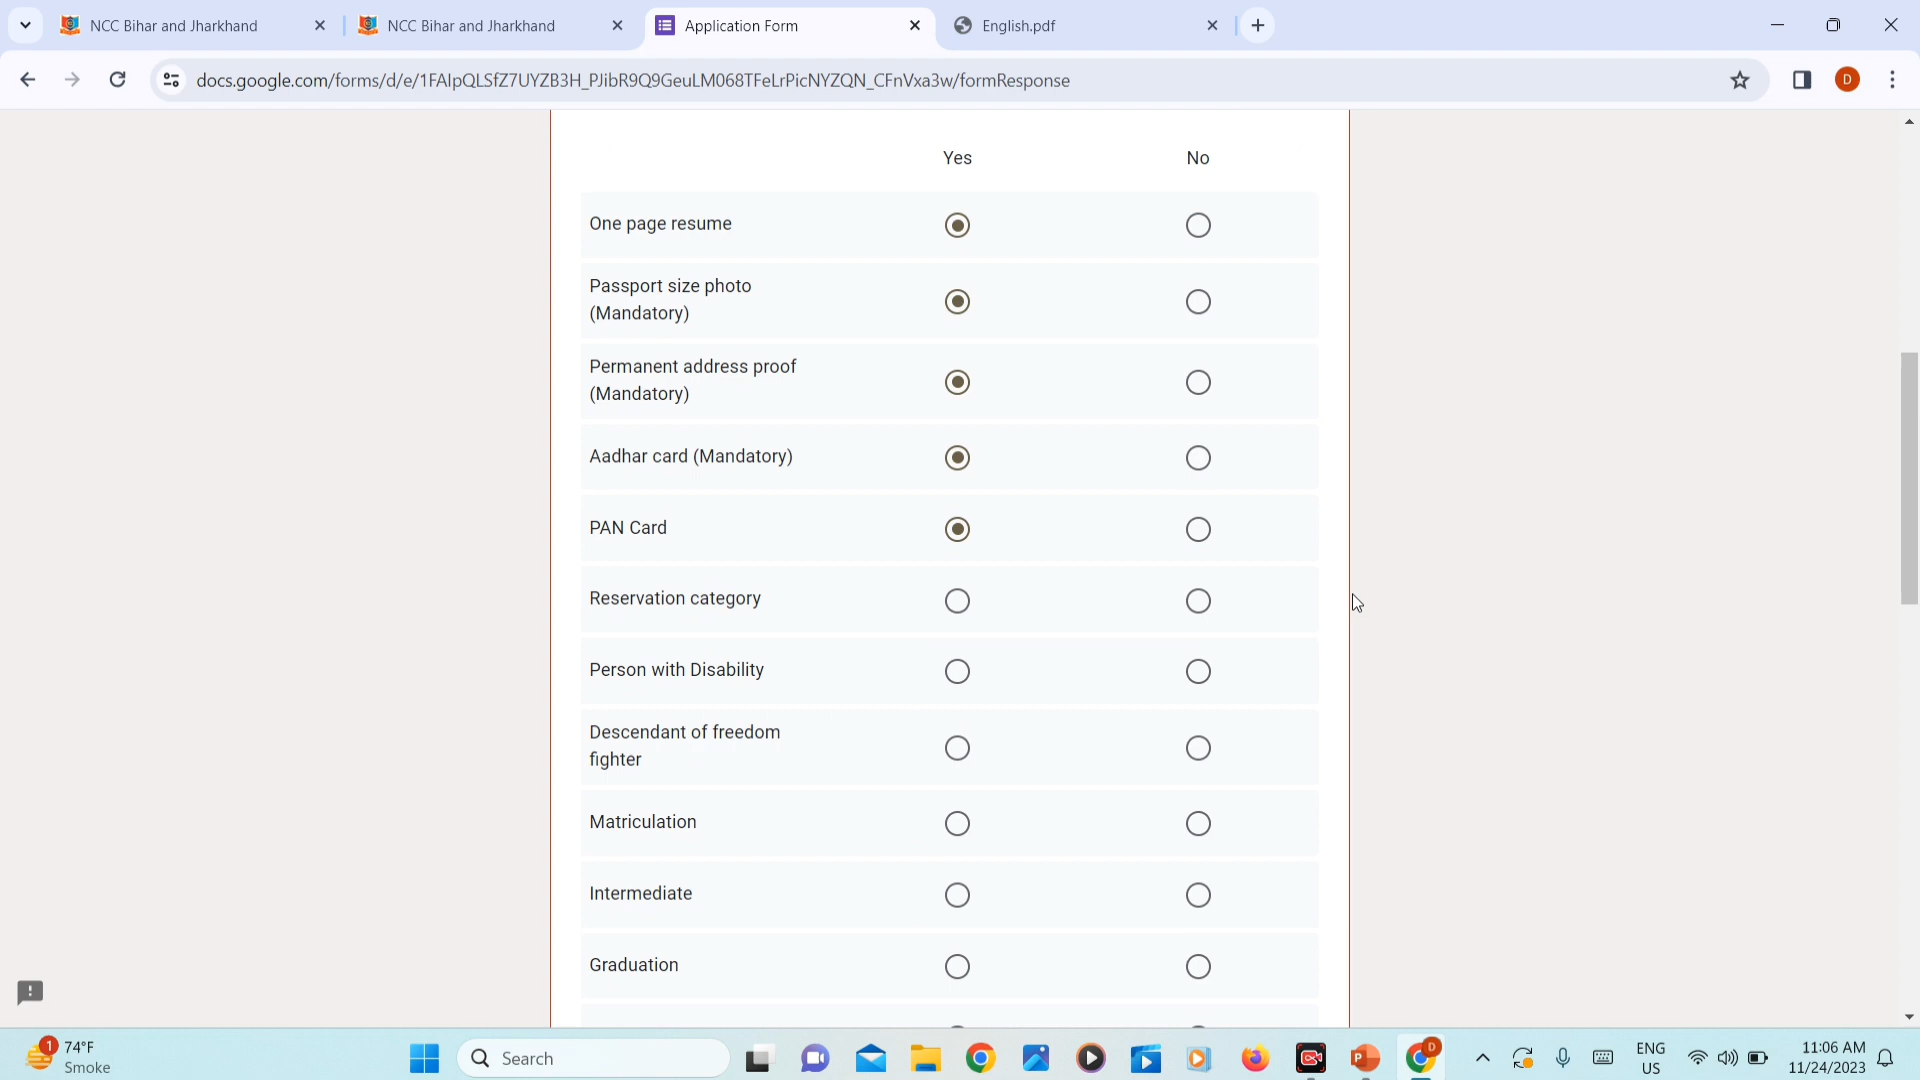 NCC Bihar and Jharkhand
NCC Bihar and Jharkhand
Application Form
English.pdf
docs.google.com/forms/d/e/1FAIpQLSfZ7UYZB3H_PJibR9Q9GeuLM068TFeLrPicNYZQN_CFnVxa3w/formResponse
D
Yes No
One page resume
Passport size photo
(Mandatory)
Permanent address proof
(Mandatory)
Aadhar card (Mandatory)
PAN Card
Reservation category
Person with Disability
Descendant of freedom
fighter
Matriculation
Intermediate
Graduation
1
74°F
Smoke
Search
D
ENG
US
11:06 AM
11/24/2023